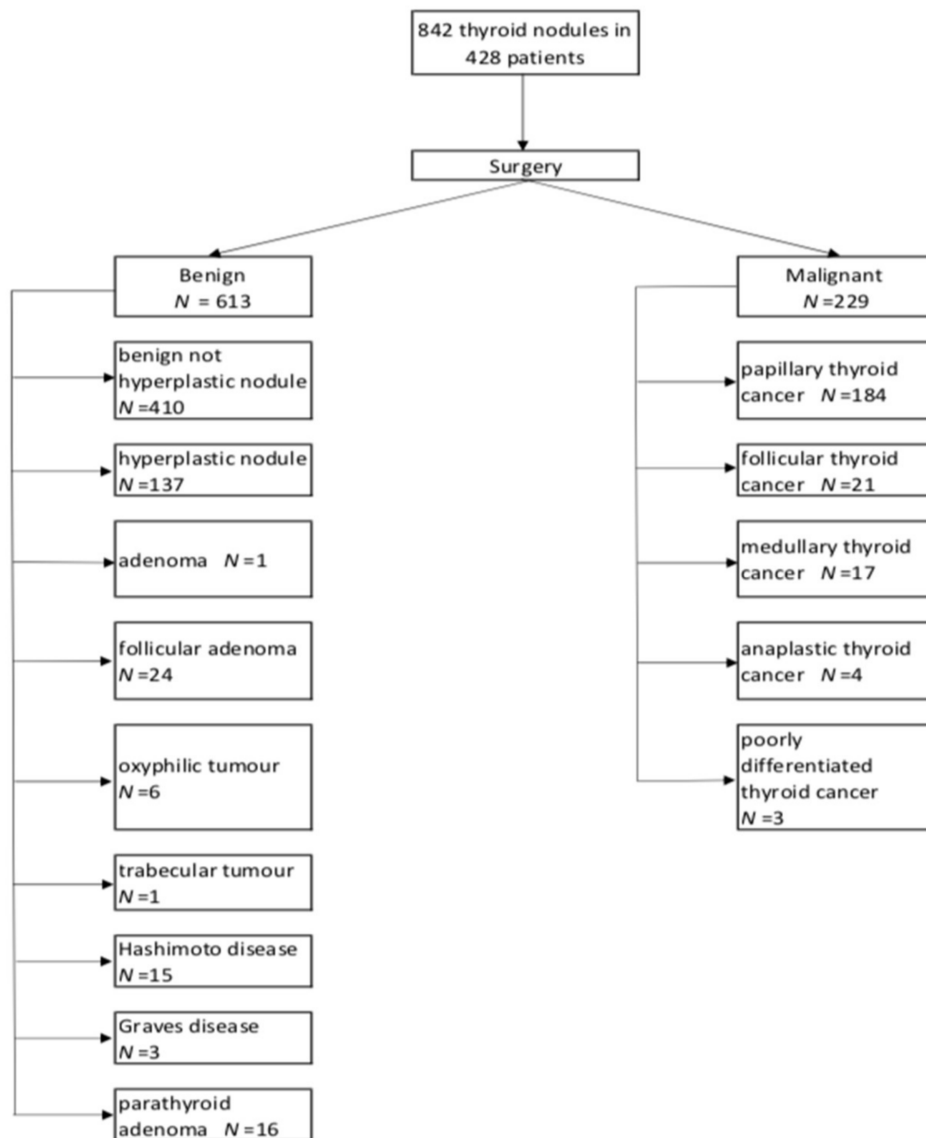 842 thyroid nodules in
428 patients
Surgery
Benign
N = 613
benign not
hyperplastic nodule
N=410
hyperplastic nodule
N=137
adenoma N=1
follicular adenoma
N=24
oxyphilic tumour
N=6
trabecular tumour
N=1
Hashimoto disease
N=15
Graves disease
N=3
parathyroid
adenoma N=16
Malignant
N=229
papillary thyroid
cancer N=184
follicular thyroid
cancer N=21
medullary thyroid
cancer N=17
anaplastic thyroid
cancer N=4
poorly
differentiated
thyroid cancer
N=3